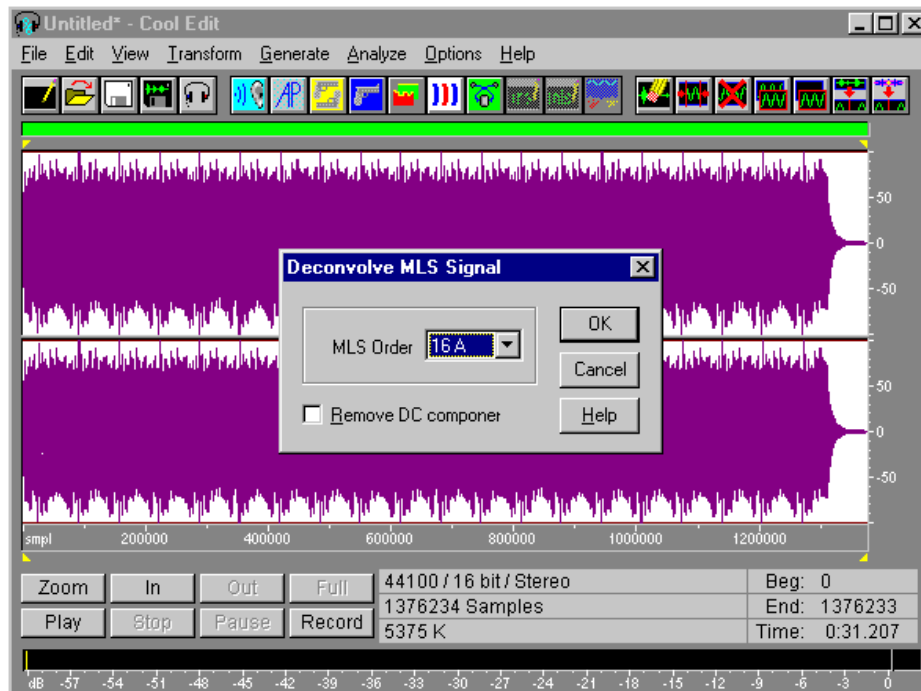 Untitled* - Cool Edit
File Edit View Transform Generate Analyze Options Help
AP
50
0
-50
Deconvolve MLS Signal
MLS Order 16 A
OK
Cancel
Remove DC componer
Help
50
0
-50
smpl 200000 400000 600000 800000 1000000 1200000
Zoom In Out Full
44100 / 16 bit / Stereo
Beg: 0
1376234 Samples
End: 1376233
Play Stop Pause Record
5375 K
Time: 0:31.207
dB -57 -54 -51 -48 -45 -42 -39 -36 -33 -30 -27 -24 -21 -18 -15 -12 -9 -6 -3 0